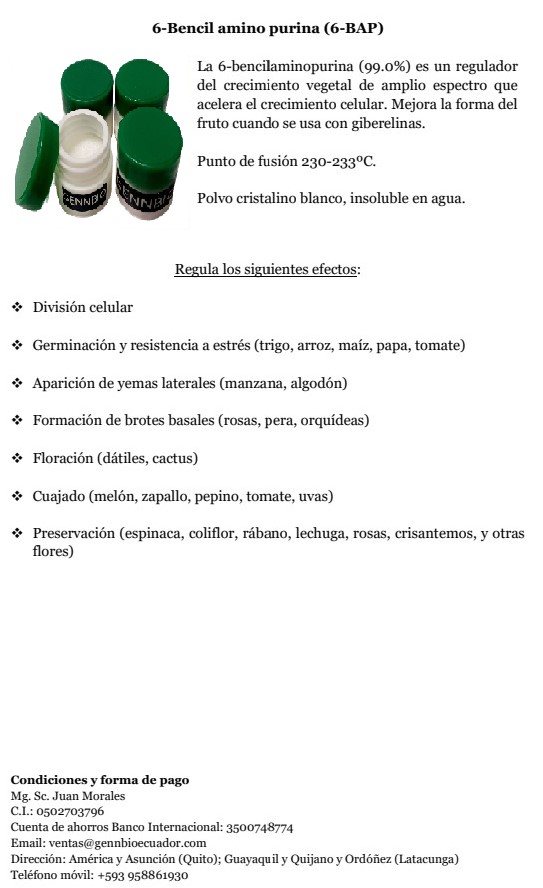 6-Bencil amino purina (6-BAP)
La 6-bencilaminopurina (99.0%) es un regulador
del crecimiento vegetal de amplio espectro que
acelera el crecimiento celular. Mejora la forma del
fruto cuando se usa con giberelinas.
Punto de fusión 230-233ºC.
Polvo cristalino blanco, insoluble en agua.
Regula los siguientes efectos:
❖ División celular
❖ Germinación y resistencia a estrés (trigo, arroz, maíz, papa, tomate)
❖ Aparición de yemas laterales (manzana, algodón)
❖ Formación de brotes basales (rosas, pera, orquídeas)
❖ Floración (dátiles, cactus)
❖ Cuajado (melón, zapallo, pepino, tomate, uvas)
❖ Preservación (espinaca, coliflor, rábano, lechuga, rosas, crisantemos, y otras
flores)
Condiciones y forma de pago
Mg. Sc. Juan Morales
C.I.: 0502703796
Cuenta de ahorros Banco Internacional: 3500748774
Email: ventas@gennbioecuador.com
Dirección: América y Asunción (Quito); Guayaquil y Quijano y Ordóñez (Latacunga)
Teléfono móvil: +593 958861930